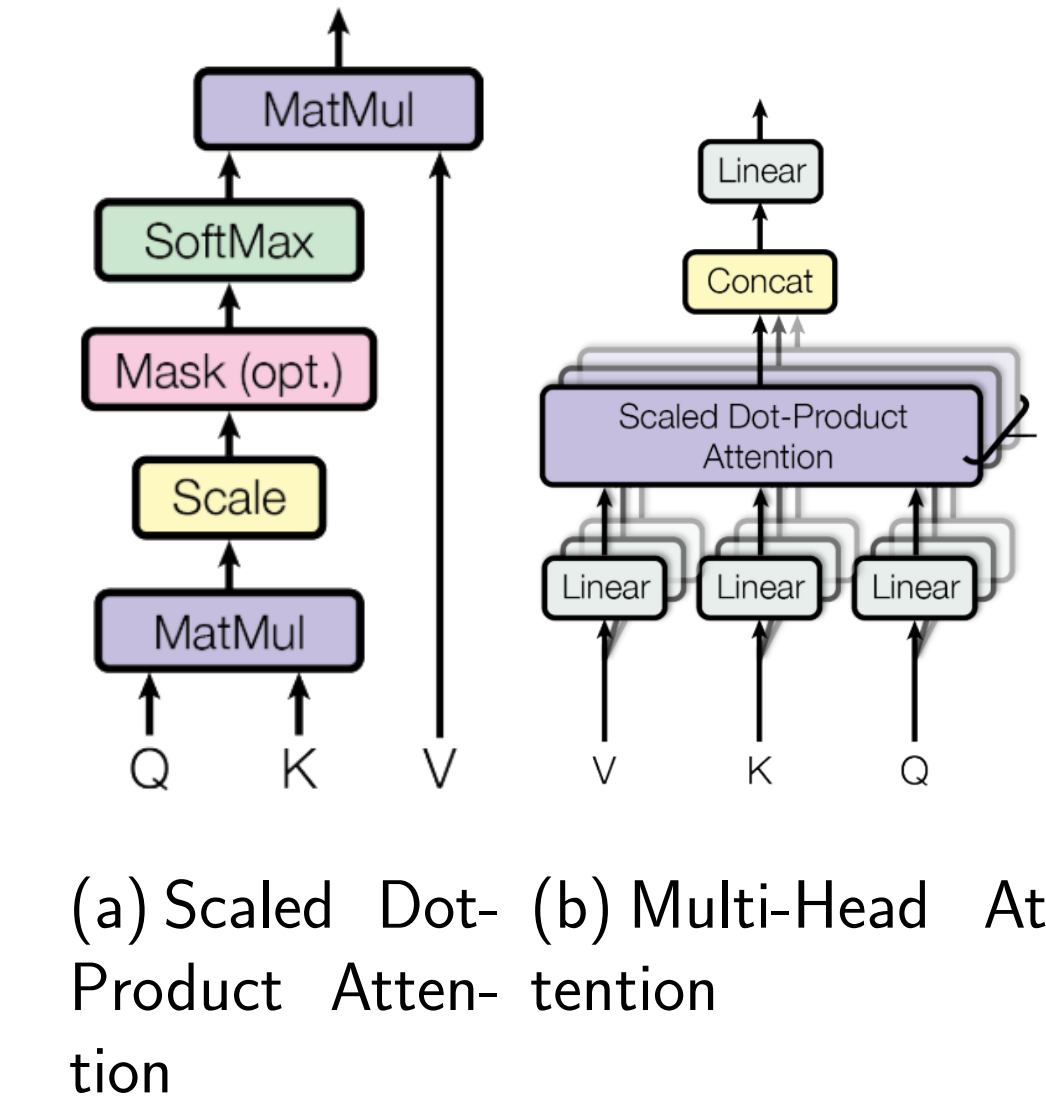 MatMul
SoftMax
Mask (opt.)
Scale
MatMul
Q K V
Linear
Concat
Scaled Dot-Product
Attention
Linear Linear Linear
V K Q
(a) Scaled Dot-
Product Atten-
tion
(b) Multi-Head At
tention